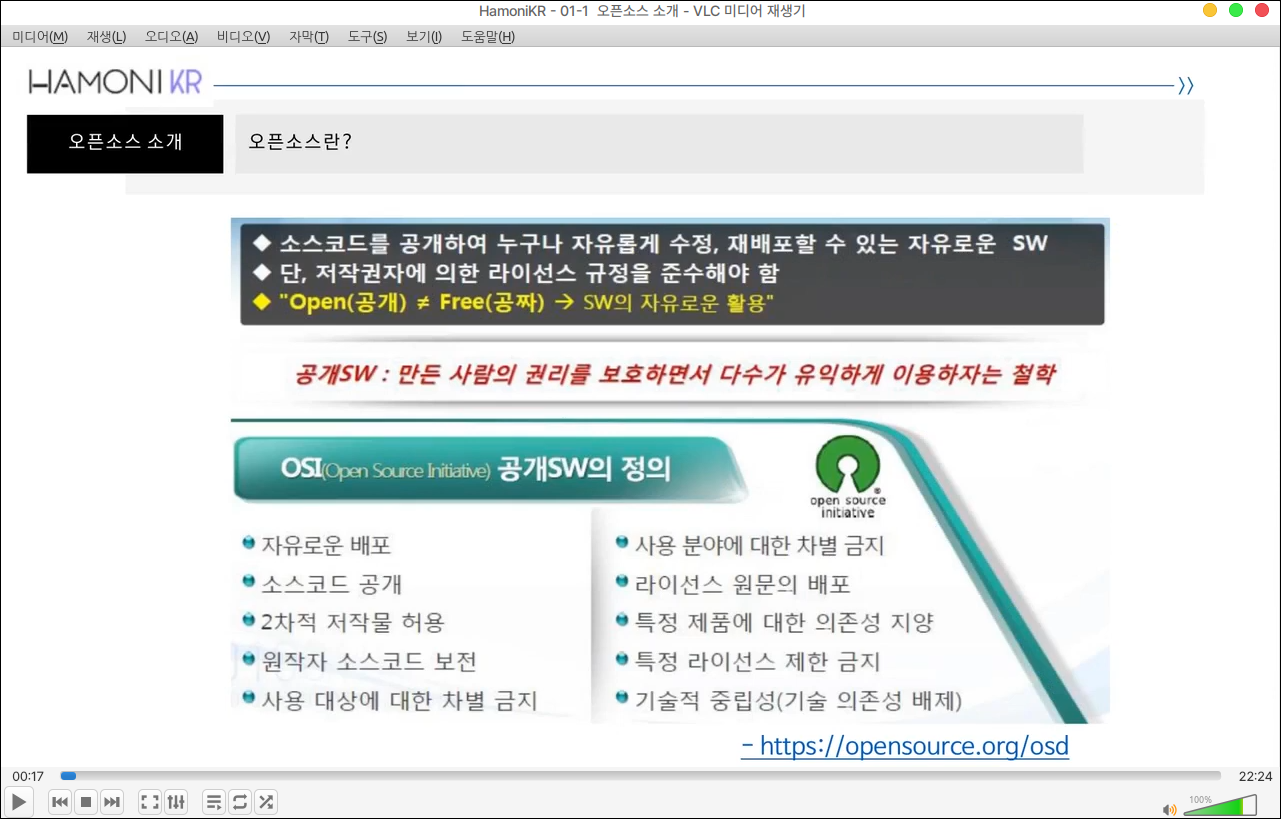 HamoniKR - 01-1 오픈소스 소개 - VLC 미디어 재생기
미디어(M) 재생(L) 오디오(A) 비디오(V) 자막(T) 도구(S) 보기(I) 도움말(H)
HAMONIKR
오픈소스 소개
오픈소스란?
◆ 소스코드를 공개하여 누구나 자유롭게 수정, 재배포할 수 있는 자유로운 SW
◆ 단, 저작권자에 의한 라이선스 규정을 준수해야 함
◆ "Open(공개) ≠ Free(공짜) → SW의 자유로운 활용"
공개SW : 만든 사람의 권리를 보호하면서 다수가 유익하게 이용하자는 철학
OSI(Open Source Initiative) 공개SW의 정의
open source
initiative
®
자유로운 배포
소스코드 공개
2차적 저작물 허용
원작자 소스코드 보전
사용 대상에 대한 차별 금지
사용 분야에 대한 차별 금지
라이선스 원문의 배포
특정 제품에 대한 의존성 지양
특정 라이선스 제한 금지
기술적 중립성(기술 의존성 배제)
- https://opensource.org/osd
00:17
22:24
100%